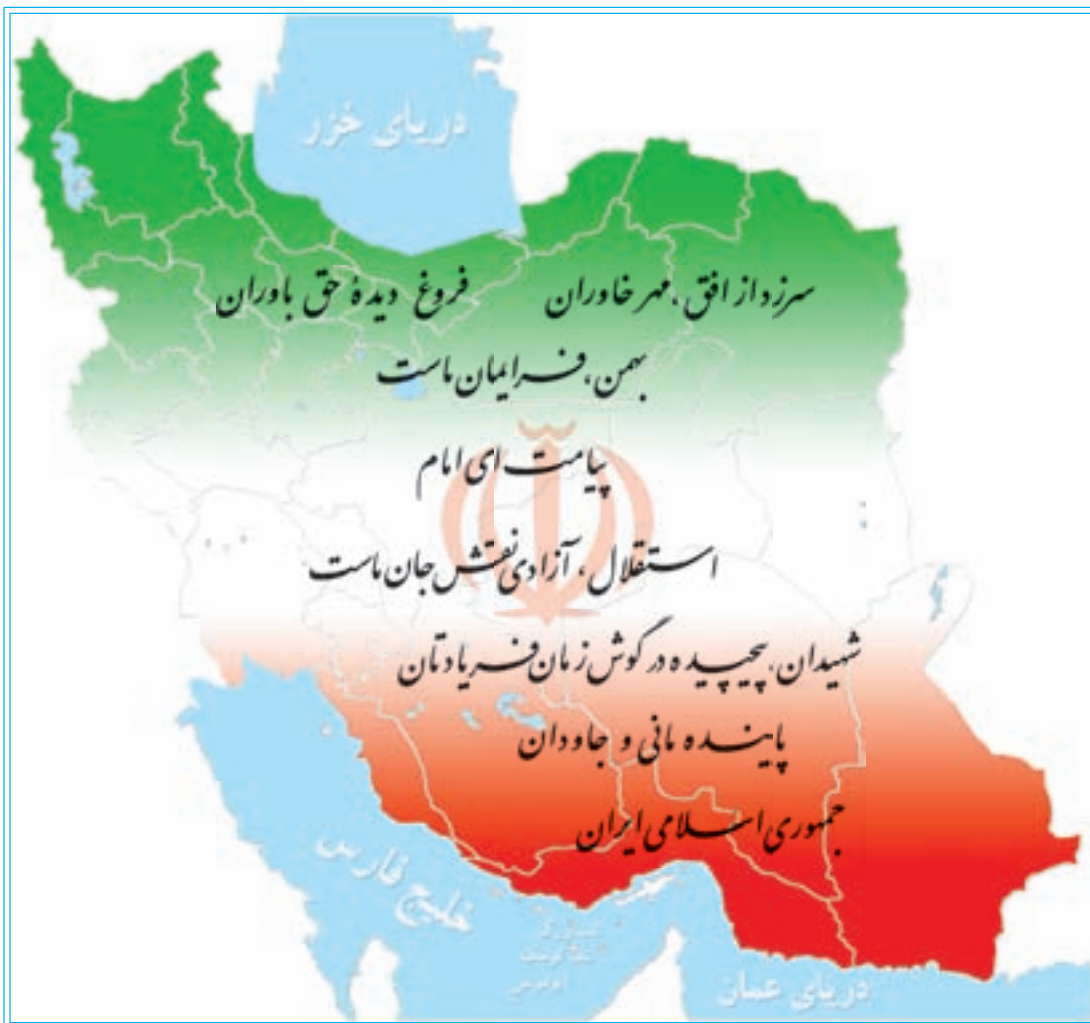 دریای خزر
سرزد از افق، مهر خاوران فروغ دیدهٔ حق باوران
بهمن، فر ایمان ماست
پیامت ای امام
استقلال، آزادی نقش جان ماست
شهیدان، پیچیده در گوش زمان فریادتان
پاینده مانی و جاودان
جمهوری اسلامی ایران
خلیج فارس
دریای عمان